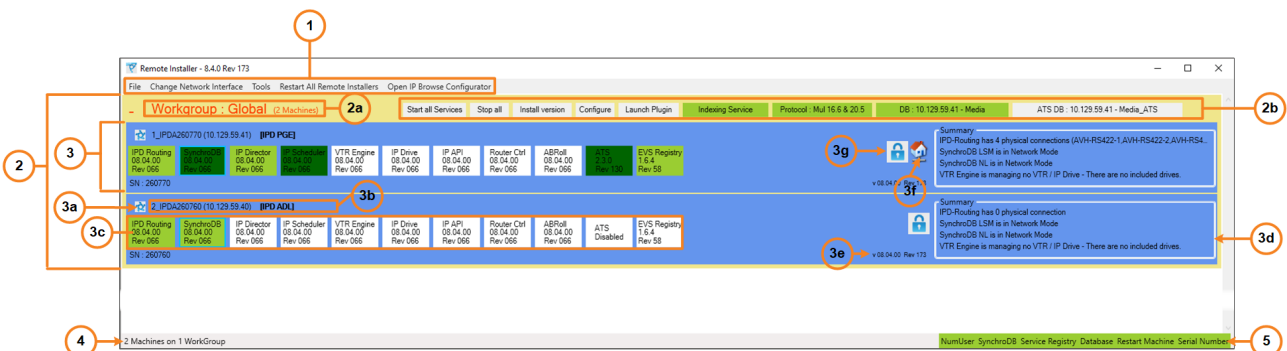 1
Remote Installer - 8.4.0 Rev 173
File Change Network Interface Tools Restart All Remote Installers Open IP Browse Configurator
2
- Workgroup : Global (2 Machines)
2a
Start all Services Stop all Install version Configure Launch Plugin Indexing Service Protocol : Mul 16.6 & 20.5 DB : 10.129.59.41 - Media ATS DB : 10.129.59.41 - Media_ATS
2b
3
1_IPDA260770 (10.129.59.41) [IPD PGE]
IPD Routing
08.04.00
Rev 066
SynchroDB
08.04.00
Rev 066
IP Director
08.04.00
Rev 066
IP Scheduler
08.04.00
Rev 066
VTR Engine
08.04.00
Rev 066
IP Drive
08.04.00
Rev 066
IP API
08.04.00
Rev 066
Router Ctrl
08.04.00
Rev 066
ABRoll
08.04.00
Rev 066
ATS
2.3.0
Rev 130
EVS Registry
1.6.4
Rev 58
SN : 260770
3g
3f
Summary
IPD-Routing has 4 physical connections (AVH-RS422-1,AVH-RS422-2,AVH-RS4..
SynchroDB LSM is in Network Mode
SynchroDB NL is in Network Mode
VTR Engine is managing no VTR / IP Drive - There are no included drives.
3a
2_IPDA260760 (10.129.59.40) [IPD ADL]
3b
3c
IPD Routing
08.04.00
Rev 066
SynchroDB
08.04.00
Rev 066
IP Director
08.04.00
Rev 066
IP Scheduler
08.04.00
Rev 066
VTR Engine
08.04.00
Rev 066
IP Drive
08.04.00
Rev 066
IP API
08.04.00
Rev 066
Router Ctrl
08.04.00
Rev 066
ABRoll
08.04.00
Rev 066
ATS
Disabled
EVS Registry
1.6.4
Rev 58
SN : 260760
3e
v 08.04.00 Rev 173
Summary
IPD-Routing has 0 physical connection
SynchroDB LSM is in Network Mode
SynchroDB NL is in Network Mode
VTR Engine is managing no VTR / IP Drive - There are no included drives.
3d
4
2 Machines on 1 WorkGroup
NumUser SynchroDB Service Registry Database Restart Machine Serial Number
5